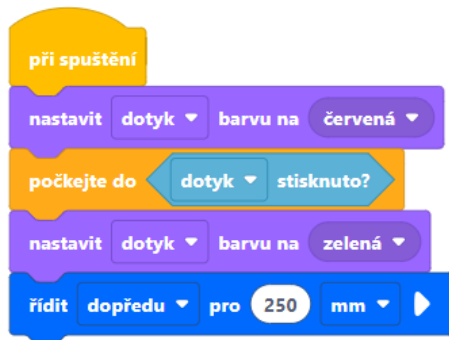 při spuštění
nastavit dotyk barvu na červená
počkejte do dotyk stisknuto?
nastavit dotyk barvu na zelená
řídit dopředu pro 250 mm